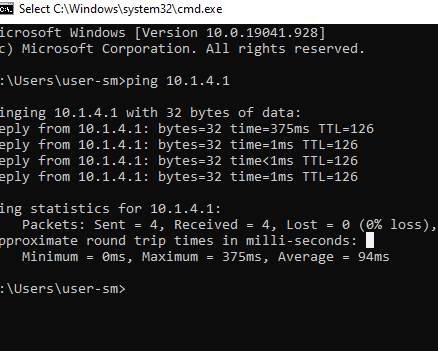 Select C:\Windows\system32\cmd.exe
icrosoft Windows [Version 10.0.19041.928]
c) Microsoft Corporation. All rights reserved.
:\Users\user-sm>ping 10.1.4.1
inging 10.1.4.1 with 32 bytes of data:
eply from 10.1.4.1: bytes=32 time=375ms TTL=126
eply from 10.1.4.1: bytes=32 time=1ms TTL=126
eply from 10.1.4.1: bytes=32 time<1ms TTL=126
eply from 10.1.4.1: bytes=32 time=1ms TTL=126
ing statistics for 10.1.4.1:
Packets: Sent = 4, Received = 4, Lost = 0 (0% loss),
pproximate round trip times in milli-seconds:
Minimum = 0ms, Maximum = 375ms, Average = 94ms
:\Users\user-sm>